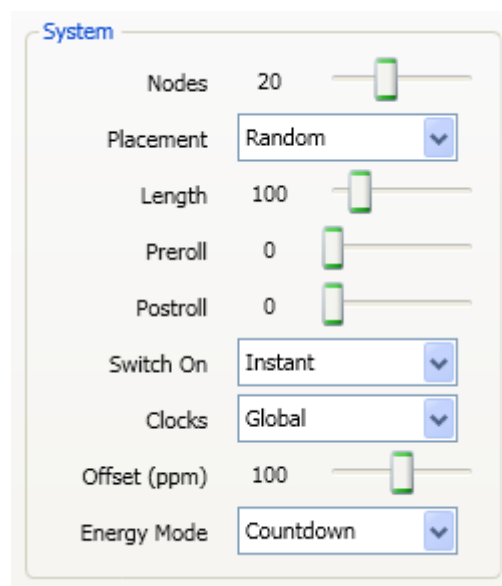 System
Nodes 20
Placement Random
Length 100
Preroll 0
Postroll 0
Switch On Instant
Clocks Global
Offset (ppm) 100
Energy Mode Countdown